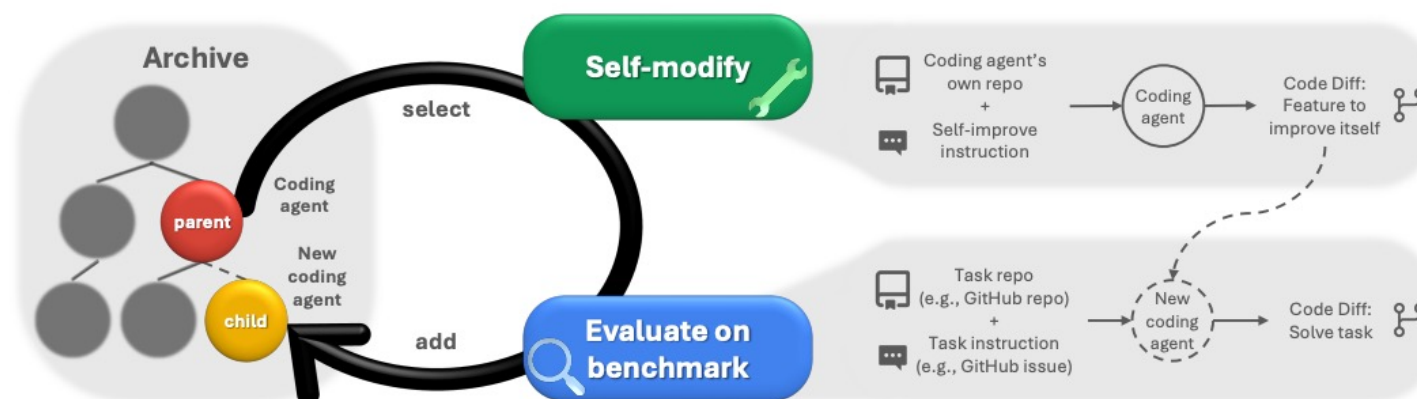 Archive
parent
child
Coding
agent
New
coding
agent
select
add
Self-modify
Evaluate on
benchmark
Coding agent's
own repo
+
Self-improve
instruction
Coding
agent
Code Diff:
Feature to
improve itself
Task repo
(e.g., GitHub repo)
+
Task instruction
(e.g., GitHub issue)
New
coding
agent
Code Diff:
Solve task